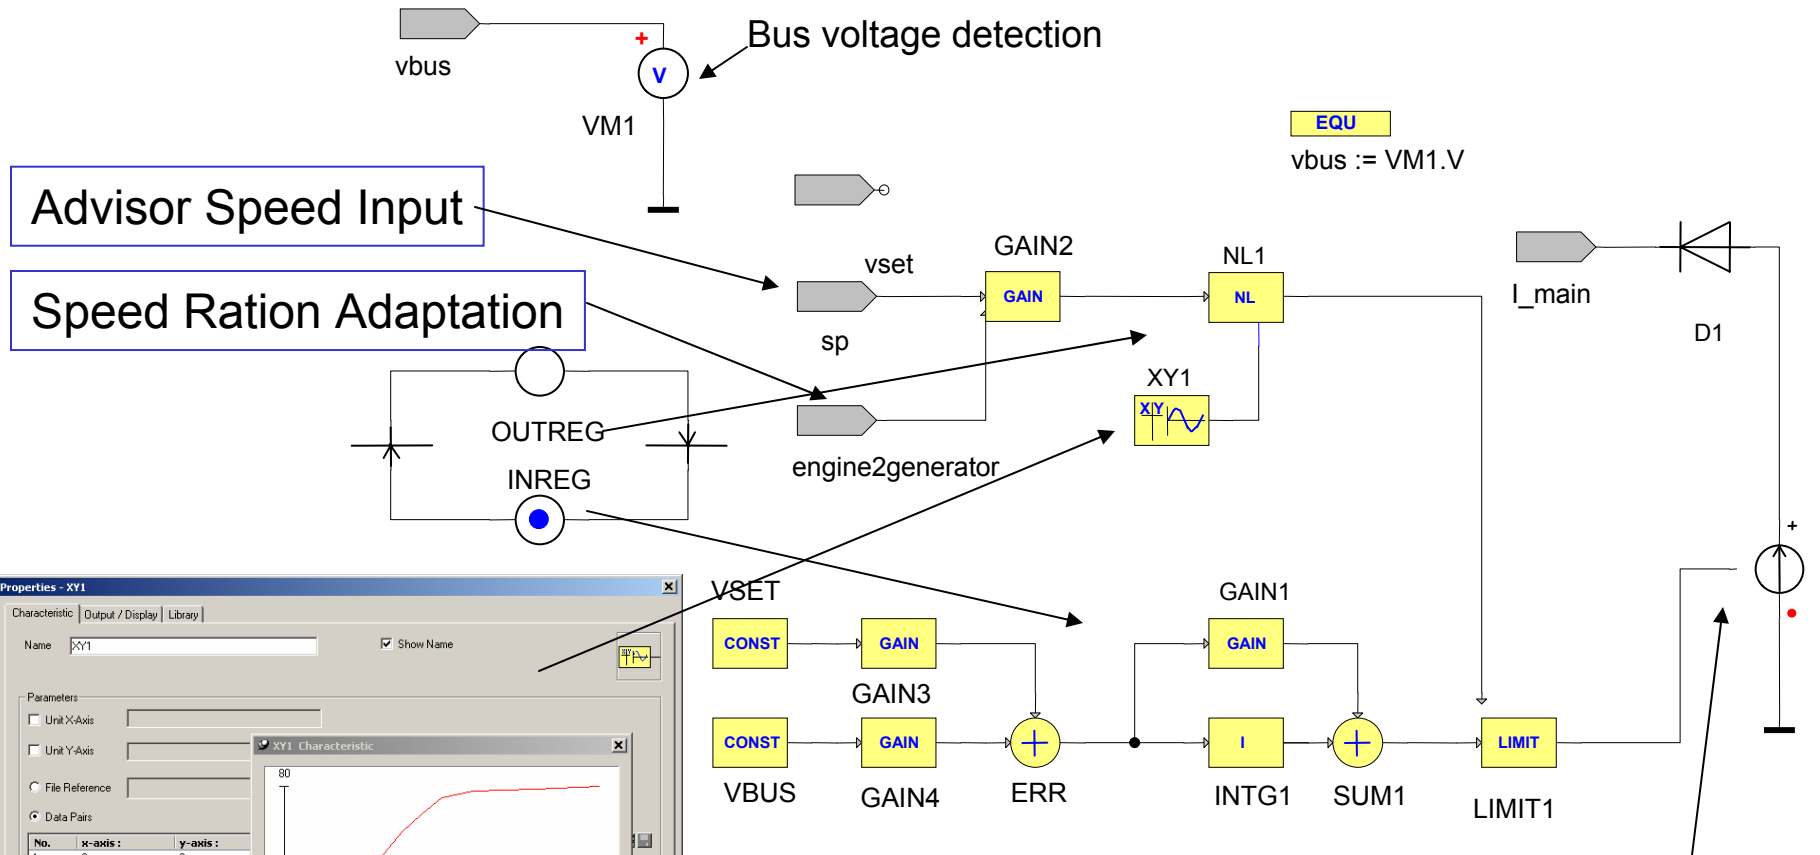 vbus
+
V
VM1
Bus voltage detection
EQU
vbus := VM1.V
Advisor Speed Input
Speed Ration Adaptation
vset
sp
GAIN2
GAIN
NL1
NL
I_main
D1
XY1
X Y
engine2generator
OUTREG
INREG
+
VSET
CONST
GAIN
GAIN3
GAIN1
GAIN
CONST
GAIN
I
LIMIT
VBUS
GAIN4
ERR
INTG1
SUM1
LIMIT1
Properties - XY1
Characteristic
Output / Display
Library
Name
XY1
Show Name
Parameters
Unit X-Axis
Unit Y-Axis
File Reference
Data Pairs
No.
x-axis :
y-axis :
XY1 Characteristic
80